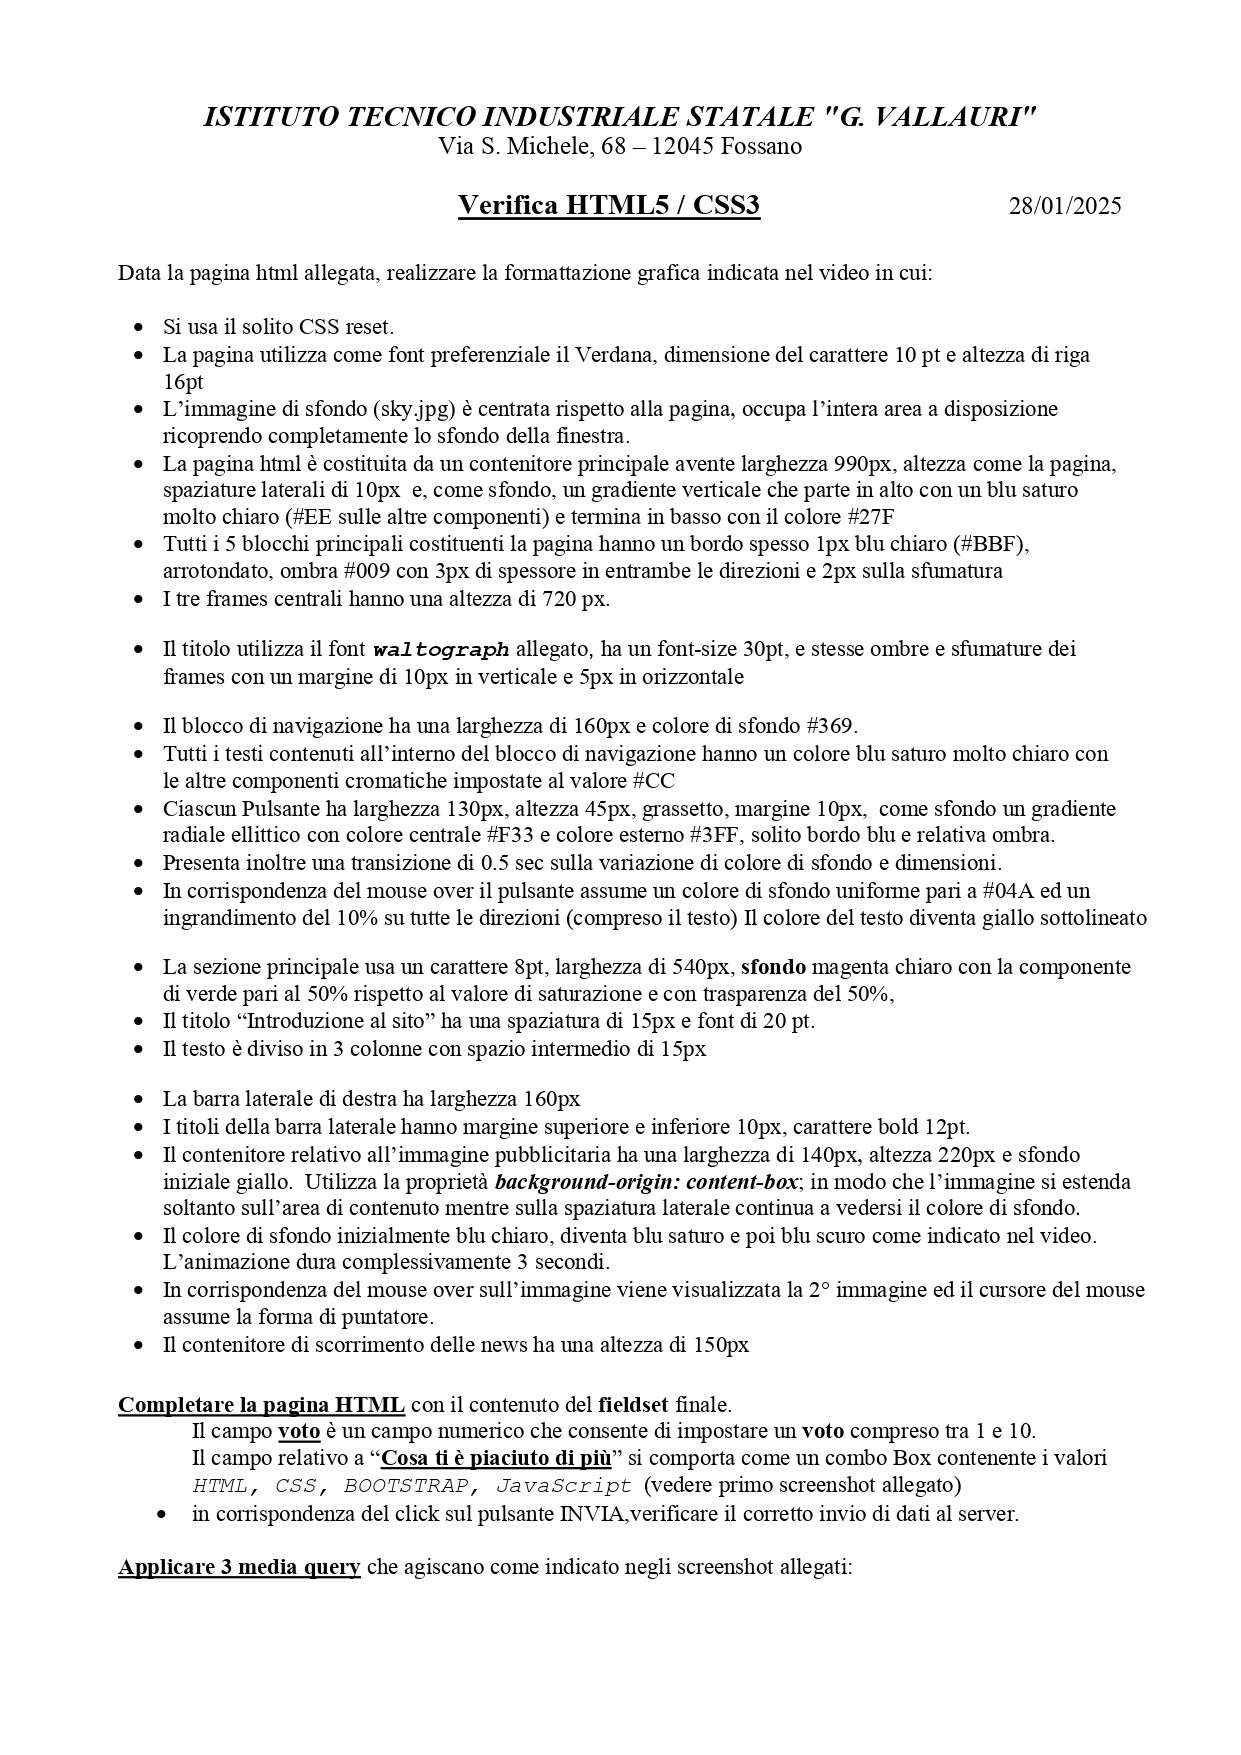 ISTITUTO TECNICO INDUSTRIALE STATALE "G. VALLAURI"
Via S. Michele, 68 – 12045 Fossano
Verifica HTML5 / CSS3 28/01/2025
Data la pagina html allegata, realizzare la formattazione grafica indicata nel video in cui:
• Si usa il solito CSS reset.
• La pagina utilizza come font preferenziale il Verdana, dimensione del carattere 10 pt e altezza di riga
16pt
• L’immagine di sfondo (sky.jpg) è centrata rispetto alla pagina, occupa l’intera area a disposizione
ricoprendo completamente lo sfondo della finestra.
• La pagina html è costituita da un contenitore principale avente larghezza 990px, altezza come la pagina,
spaziature laterali di 10px e, come sfondo, un gradiente verticale che parte in alto con un blu saturo
molto chiaro (#EE sulle altre componenti) e termina in basso con il colore #27F
• Tutti i 5 blocchi principali costituenti la pagina hanno un bordo spesso 1px blu chiaro (#BBF),
arrotondato, ombra #009 con 3px di spessore in entrambe le direzioni e 2px sulla sfumatura
• I tre frames centrali hanno una altezza di 720 px.
• Il titolo utilizza il font waltograph allegato, ha un font-size 30pt, e stesse ombre e sfumature dei
frames con un margine di 10px in verticale e 5px in orizzontale
• Il blocco di navigazione ha una larghezza di 160px e colore di sfondo #369.
• Tutti i testi contenuti all’interno del blocco di navigazione hanno un colore blu saturo molto chiaro con
le altre componenti cromatiche impostate al valore #CC
• Ciascun Pulsante ha larghezza 130px, altezza 45px, grassetto, margine 10px, come sfondo un gradiente
radiale ellittico con colore centrale #F33 e colore esterno #3FF, solito bordo blu e relativa ombra.
• Presenta inoltre una transizione di 0.5 sec sulla variazione di colore di sfondo e dimensioni.
• In corrispondenza del mouse over il pulsante assume un colore di sfondo uniforme pari a #04A ed un
ingrandimento del 10% su tutte le direzioni (compreso il testo) Il colore del testo diventa giallo sottolineato
• La sezione principale usa un carattere 8pt, larghezza di 540px, sfondo magenta chiaro con la componente
di verde pari al 50% rispetto al valore di saturazione e con trasparenza del 50%,
• Il titolo “Introduzione al sito” ha una spaziatura di 15px e font di 20 pt.
• Il testo è diviso in 3 colonne con spazio intermedio di 15px
• La barra laterale di destra ha larghezza 160px
• I titoli della barra laterale hanno margine superiore e inferiore 10px, carattere bold 12pt.
• Il contenitore relativo all’immagine pubblicitaria ha una larghezza di 140px, altezza 220px e sfondo
iniziale giallo. Utilizza la proprietà background-origin: content-box; in modo che l’immagine si estenda
soltanto sull’area di contenuto mentre sulla spaziatura laterale continua a vedersi il colore di sfondo.
• Il colore di sfondo inizialmente blu chiaro, diventa blu saturo e poi blu scuro come indicato nel video.
L’animazione dura complessivamente 3 secondi.
• In corrispondenza del mouse over sull’immagine viene visualizzata la 2° immagine ed il cursore del mouse
assume la forma di puntatore.
• Il contenitore di scorrimento delle news ha una altezza di 150px
Completare la pagina HTML con il contenuto del fieldset finale.
Il campo voto è un campo numerico che consente di impostare un voto compreso tra 1 e 10.
Il campo relativo a “Cosa ti è piaciuto di più” si comporta come un combo Box contenente i valori
HTML, CSS, BOOTSTRAP, JavaScript (vedere primo screenshot allegato)
• in corrispondenza del click sul pulsante INVIA,verificare il corretto invio di dati al server.
Applicare 3 media query che agiscano come indicato negli screenshot allegati: